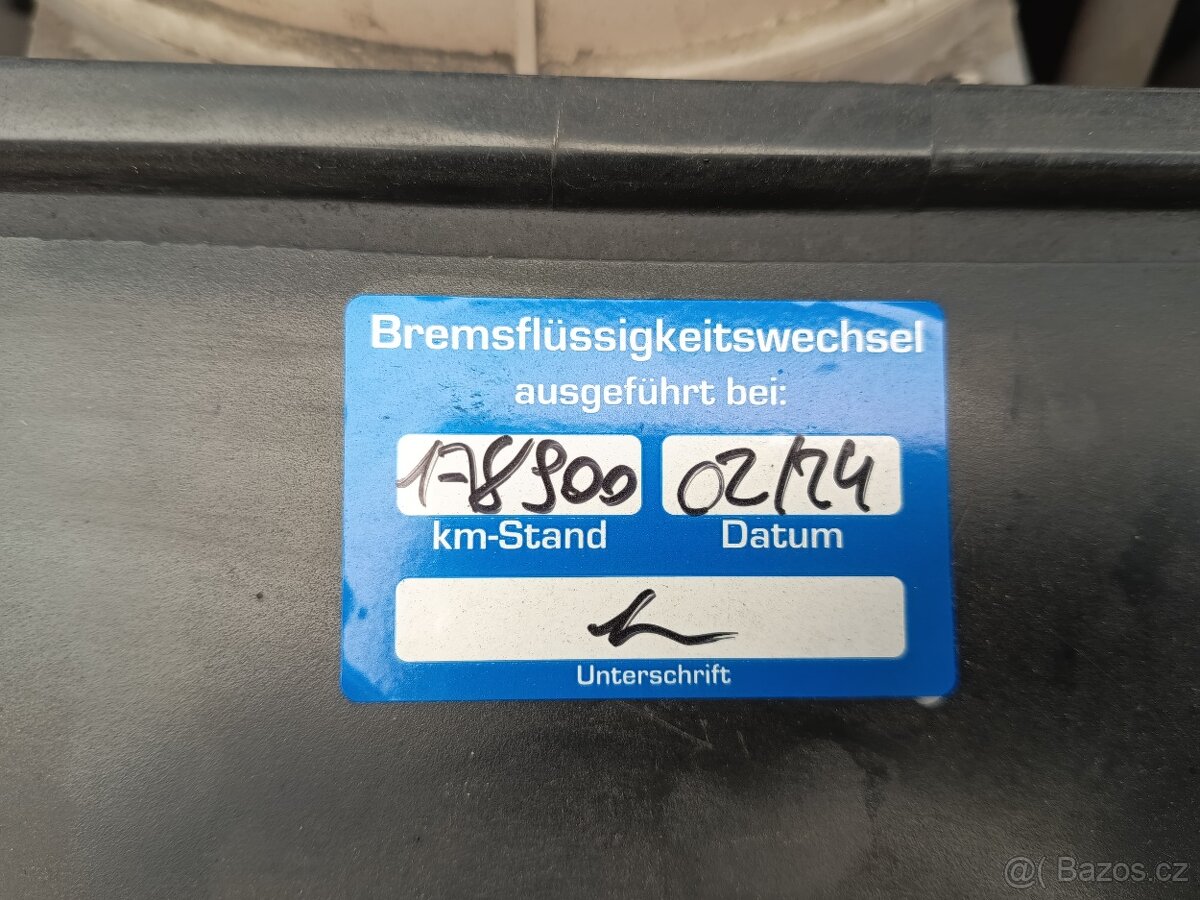 Bremsflüssigkeitswechsel
ausgeführt bei:
178900 02/24
km-Stand Datum
Unterschrift
@( Bazos.cz